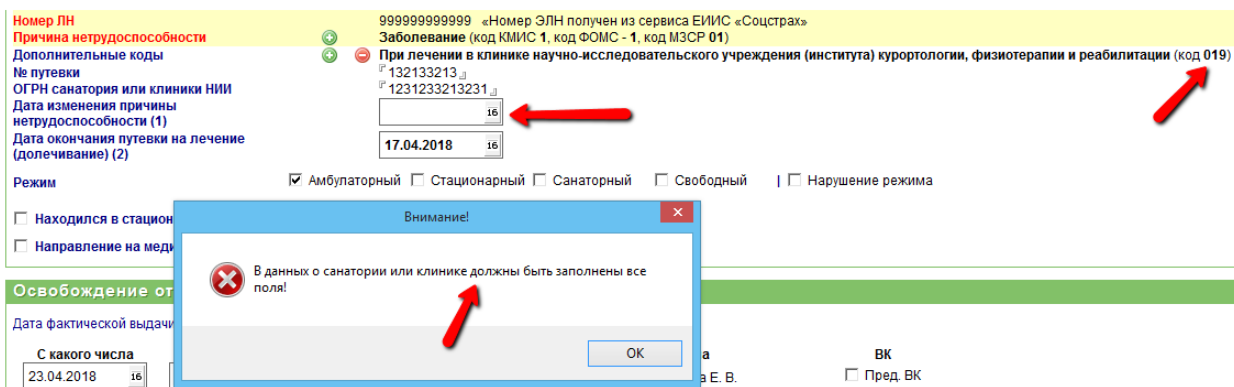 Номер ЛН 999999999999 «Номер ЭЛН получен из сервиса ЕИИС «Соцстрах»
Причина нетрудоспособности Заболевание (код КМИС 1, код ФОМС - 1, код МЗСР 01)
Дополнительные коды При лечении в клинике научно-исследовательского учреждения (института) курортологии, физиотерапии и реабилитации (код 019)
№ путевки 132133213
ОГРН санатория или клиники НИИ 1231233213231
Дата изменения причины
нетрудоспособности (1) 16
Дата окончания путевки на лечение
(долечивание) (2) 17.04.2018 16
Режим Амбулаторный Стационарный Санаторный Свободный | Нарушение режима
Находился в стацион
Направление на меди
Внимание!
В данных о санатории или клинике должны быть заполнены все
поля!
OK
Освобождение от
Дата фактической выдачи
С какого числа а ВК
23.04.2018 16 а Е. В. Пред. ВК